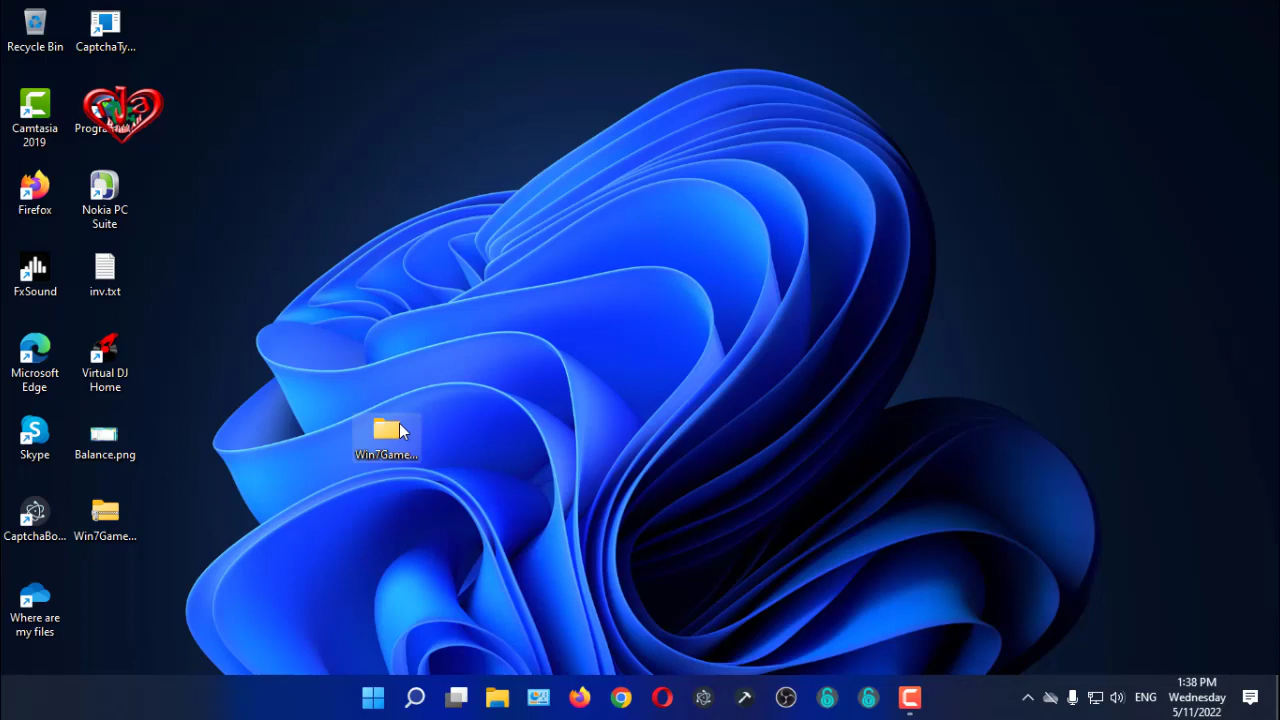 Recycle Bin
CaptchaTy...
Camtasia
2019
Firefox
Nokia PC
Suite
FxSound
inv.txt
Microsoft
Edge
Virtual DJ
Home
Skype
Balance.png
CaptchaBo...
Win7Game...
Where are
my files
Win7Game...
ENG
1:38 PM
Wednesday
5/11/2022